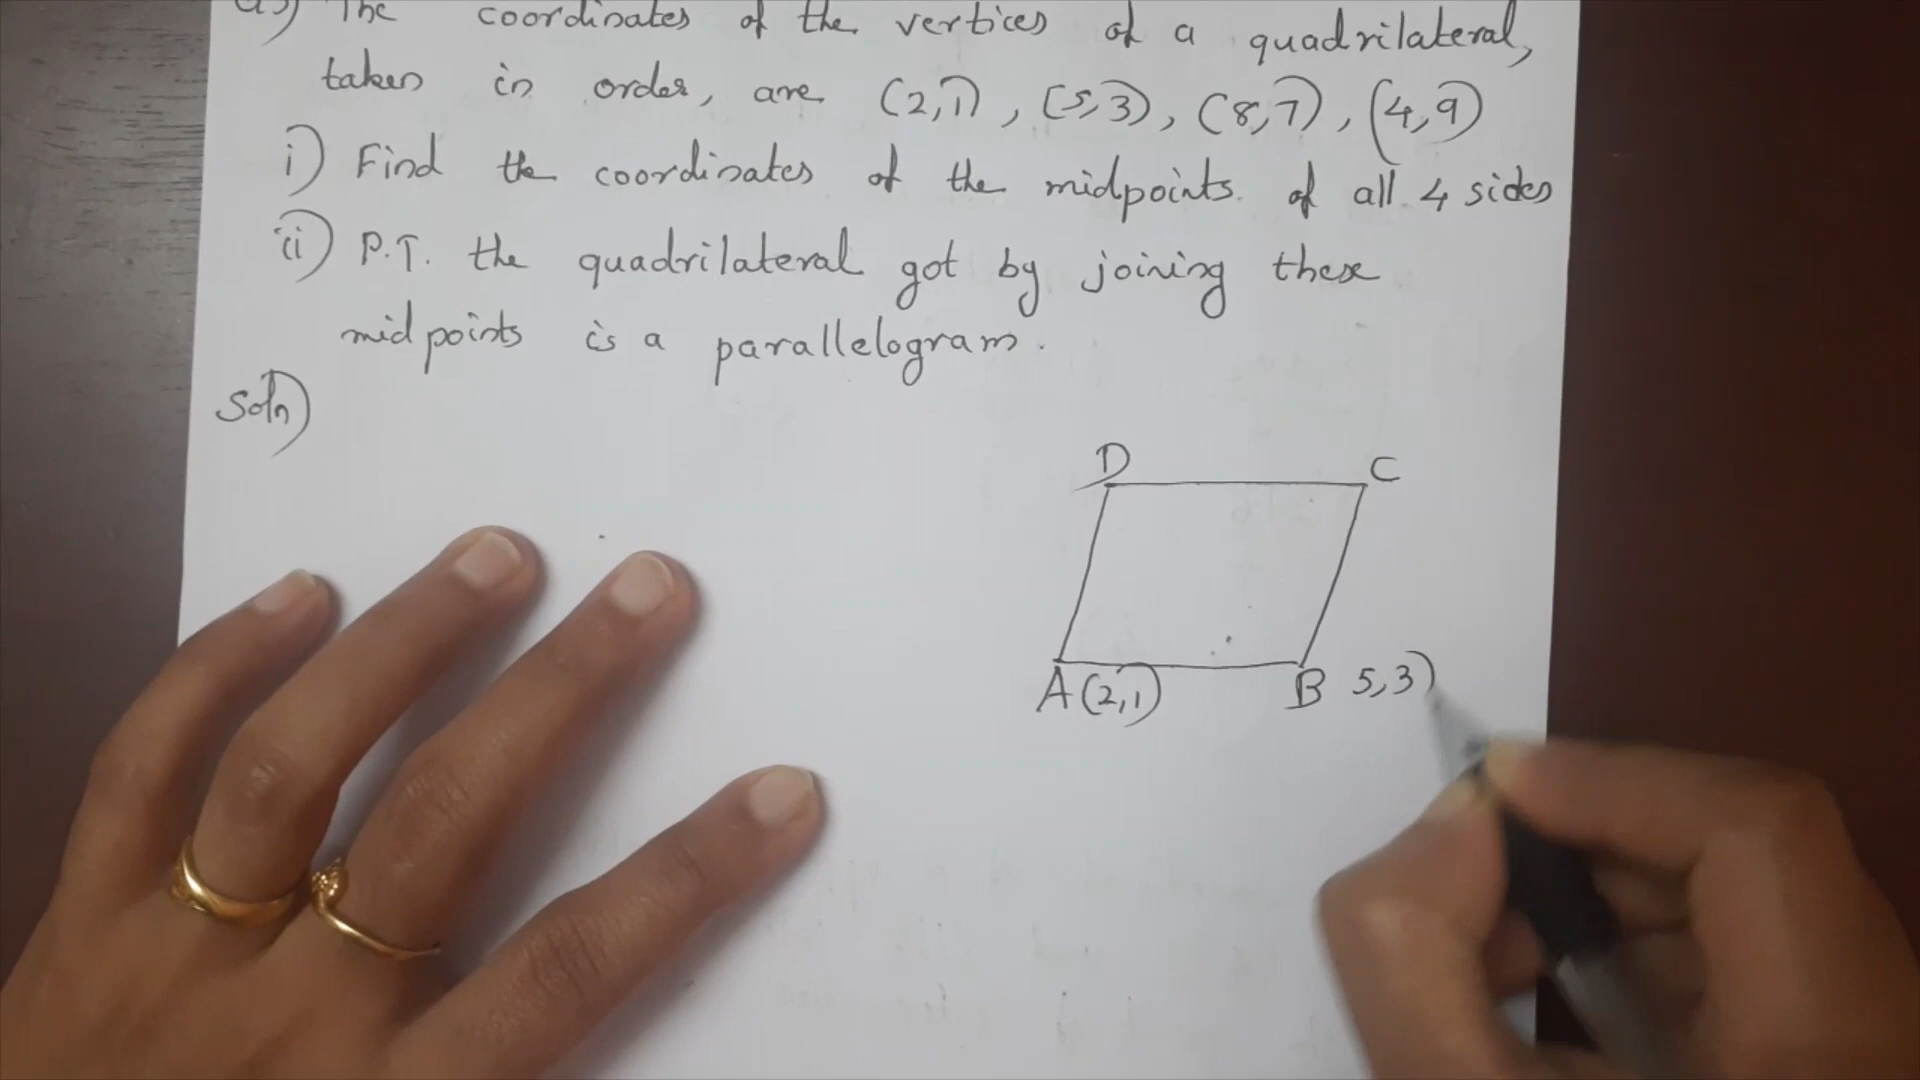 The coordinates of the vertices of a quadrilateral,
taken in order, are (2,1), (5,3), (8,7), (4,9)
i) Find the coordinates of the midpoints of all 4 sides
ii) P.T. the quadrilateral got by joining these
midpoints is a parallelogram.
Soln)
D C
A (2,1) B 5,3)